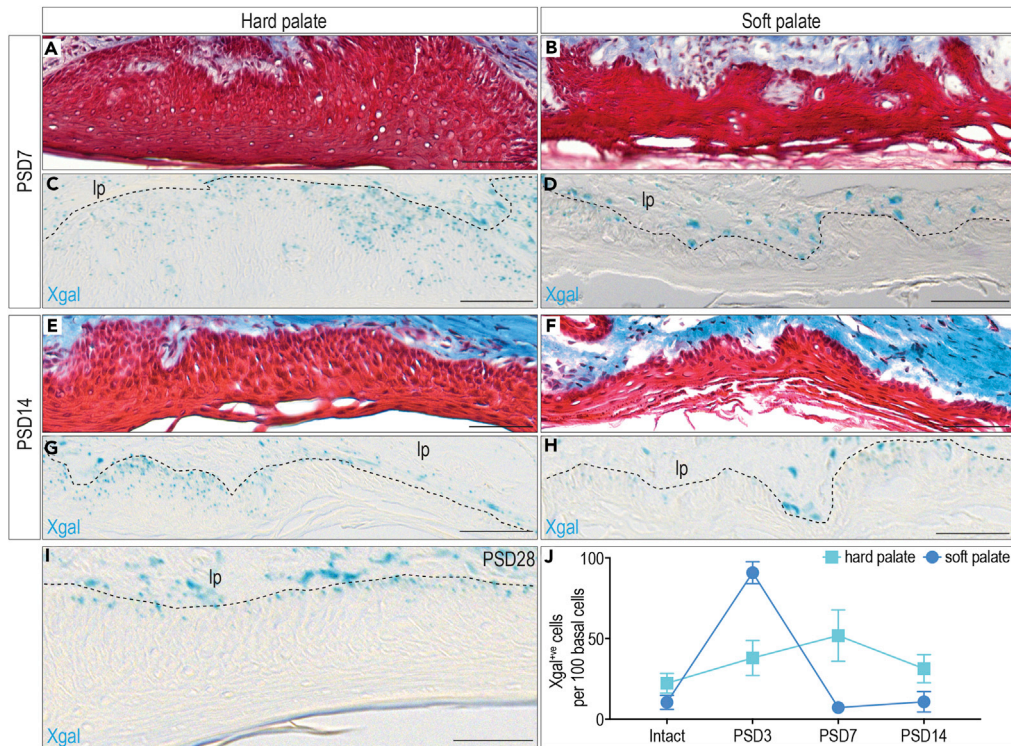 Hard palate
Soft palate
PSD7
A
B
C
lp
Xgal
D
lp
Xgal
PSD14
E
F
G
lp
Xgal
H
lp
Xgal
I
lp
PSD28
Xgal
J
hard palate
soft palate
Xgal+ve cells
per 100 basal cells
100
50
0
Intact
PSD3
PSD7
PSD14